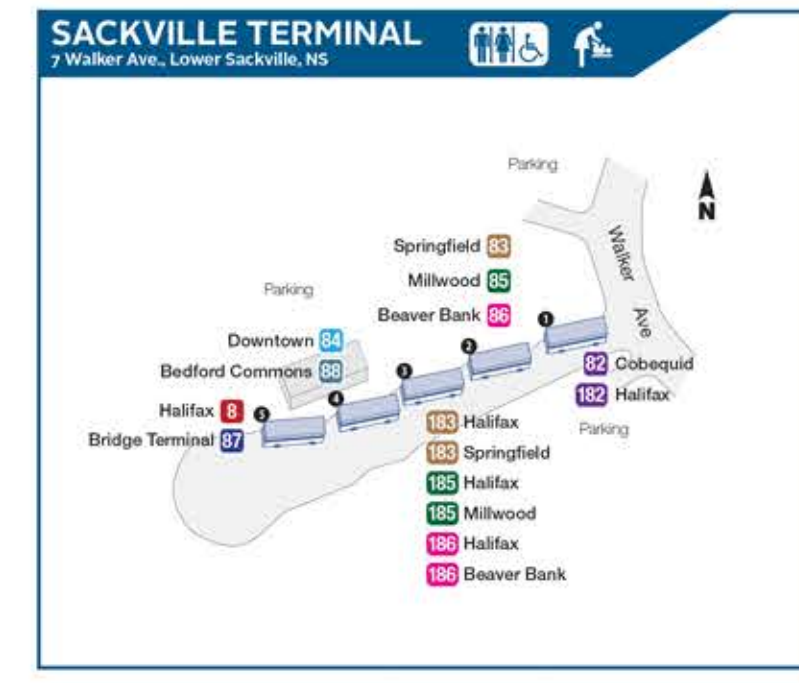 SACKVILLE TERMINAL
7 Walker Ave., Lower Sackville, NS
Parking
N
Walker Ave
Springfield 83
Millwood 85
Beaver Bank 86
Parking
Downtown 84
Bedford Commons 88
Halifax 8
Bridge Terminal 87
1
2
3
4
5
82 Cobequid
182 Halifax
Parking
183 Halifax
183 Springfield
185 Halifax
185 Millwood
186 Halifax
186 Beaver Bank